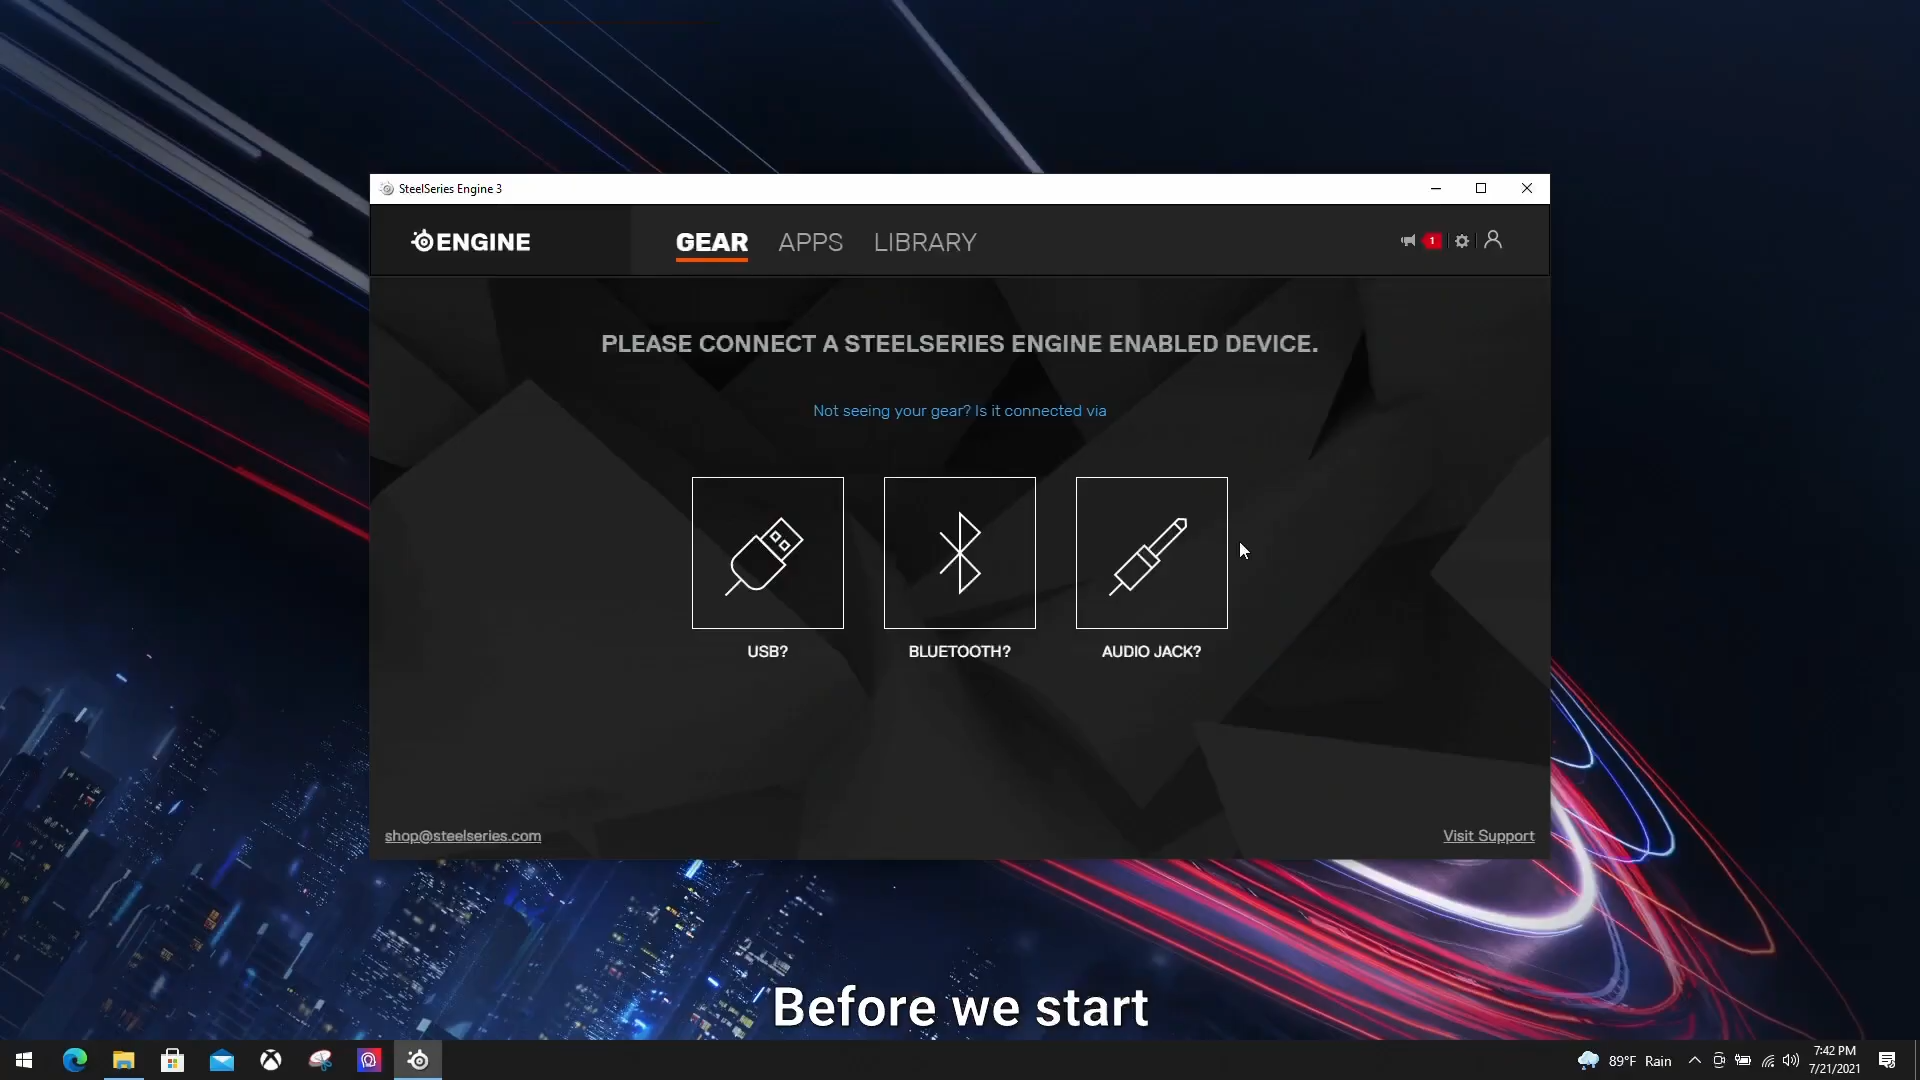 SteelSeries Engine 3
ENGINE
GEAR APPS LIBRARY
1
PLEASE CONNECT A STEELSERIES ENGINE ENABLED DEVICE.
Not seeing your gear? Is it connected via
USB? BLUETOOTH? AUDIO JACK?
shop@steelseries.com Visit Support
Before we start
89°F Rain
7:42 PM
7/21/2021